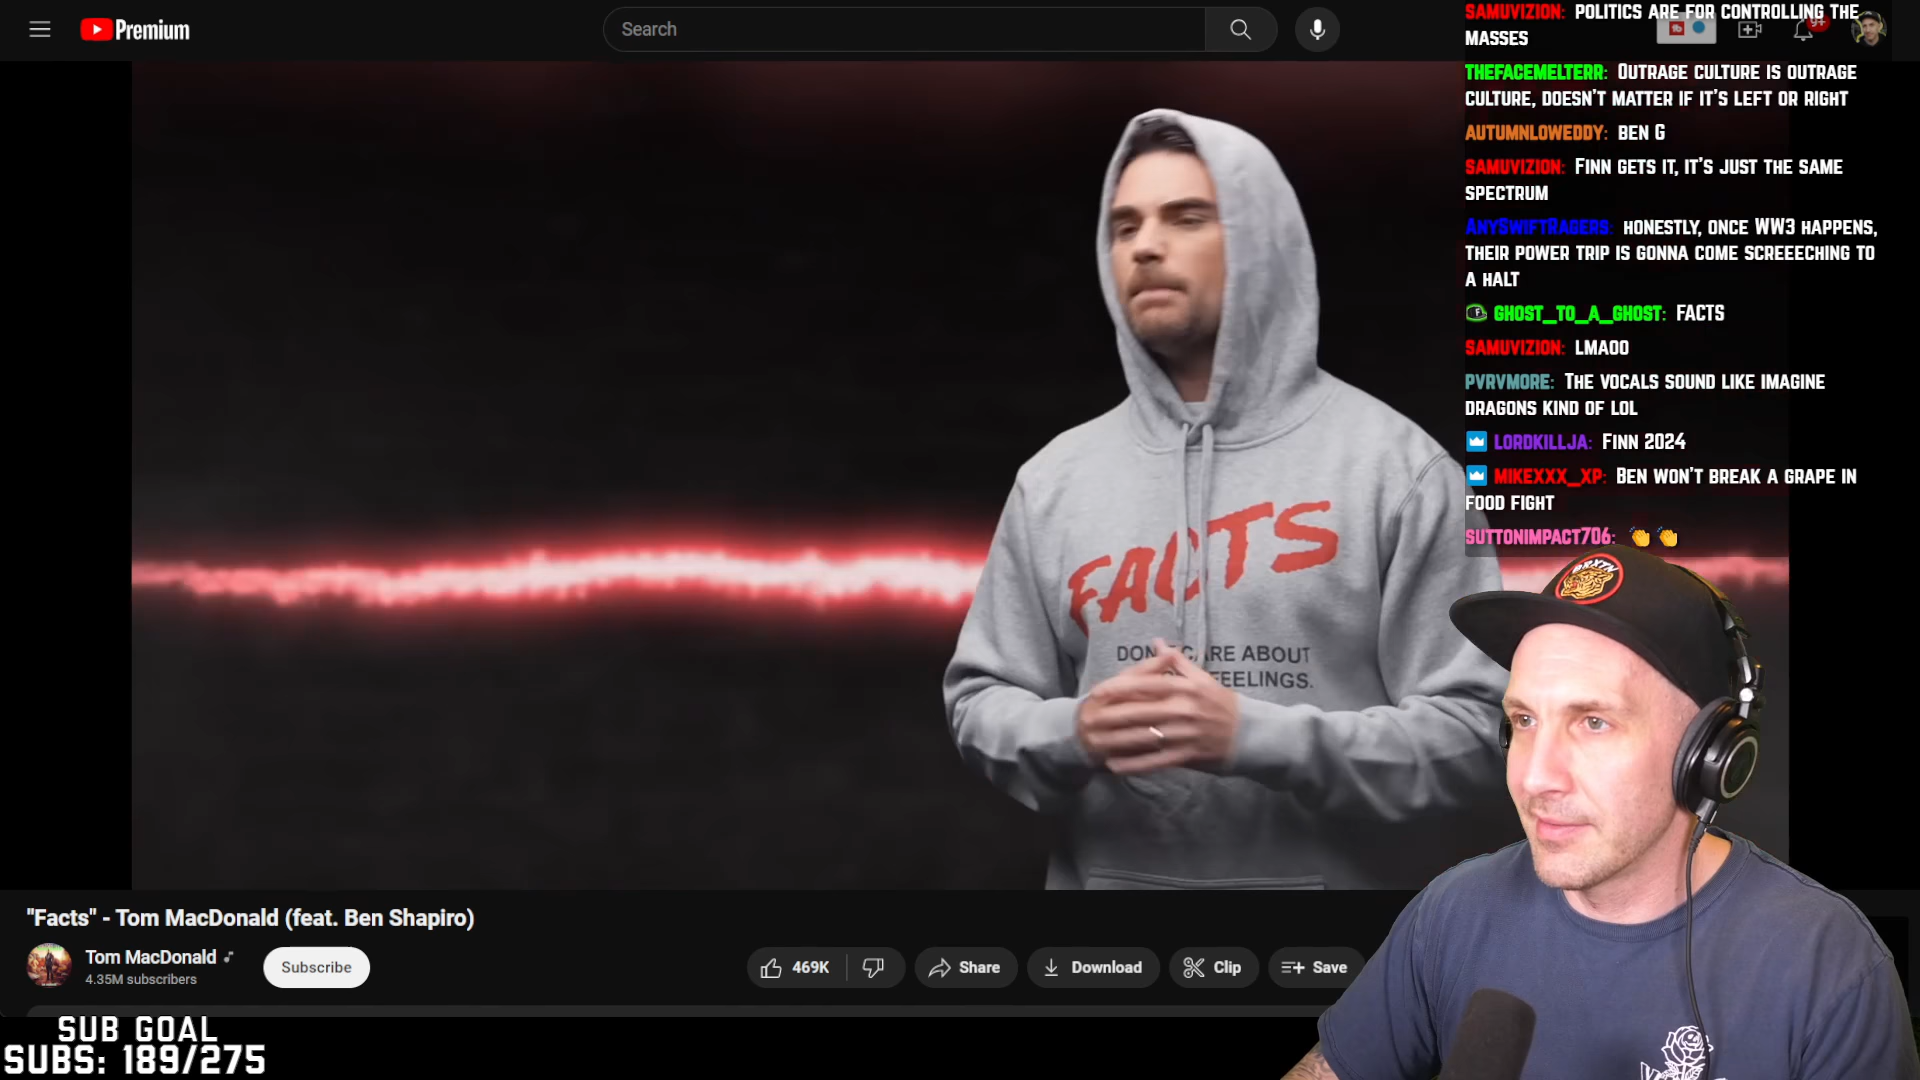 Premium
Search
9+
SAMUVIZION: POLITICS ARE FOR CONTROLLING THE
MASSES
THEFACEMELTERR: OUTRAGE CULTURE IS OUTRAGE
CULTURE, DOESN'T MATTER IF IT'S LEFT OR RIGHT
AUTUMNLOWEDDY: BEN G
SAMUVIZION: FINN GETS IT, IT'S JUST THE SAME
SPECTRUM
ANYSWIFTRAGERS: HONESTLY, ONCE WW3 HAPPENS,
THEIR POWER TRIP IS GONNA COME SCREEECHING TO
A HALT
GHOST_TO_A_GHOST: FACTS
SAMUVIZION: LMAOO
PVRVMORE: THE VOCALS SOUND LIKE IMAGINE
DRAGONS KIND OF LOL
LORDKILLJA: FINN 2024
MIKEXXX_XP: BEN WON'T BREAK A GRAPE IN
FOOD FIGHT
SUTTONIMPACT706: 👏 👏
FACTS
DON'T CARE ABOUT
FEELINGS.
BRXTN
"Facts" - Tom MacDonald (feat. Ben Shapiro)
Tom MacDonald
4.35M subscribers
Subscribe
469K
Share
Download
Clip
Save
SUB GOAL
SUBS: 189/275